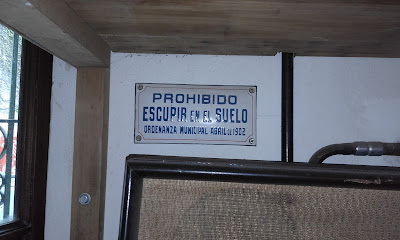 PROHIBIDO
ESCUPIR EN EL SUELO
ORDENANZA MUNICIPAL ABRIL DE 1902